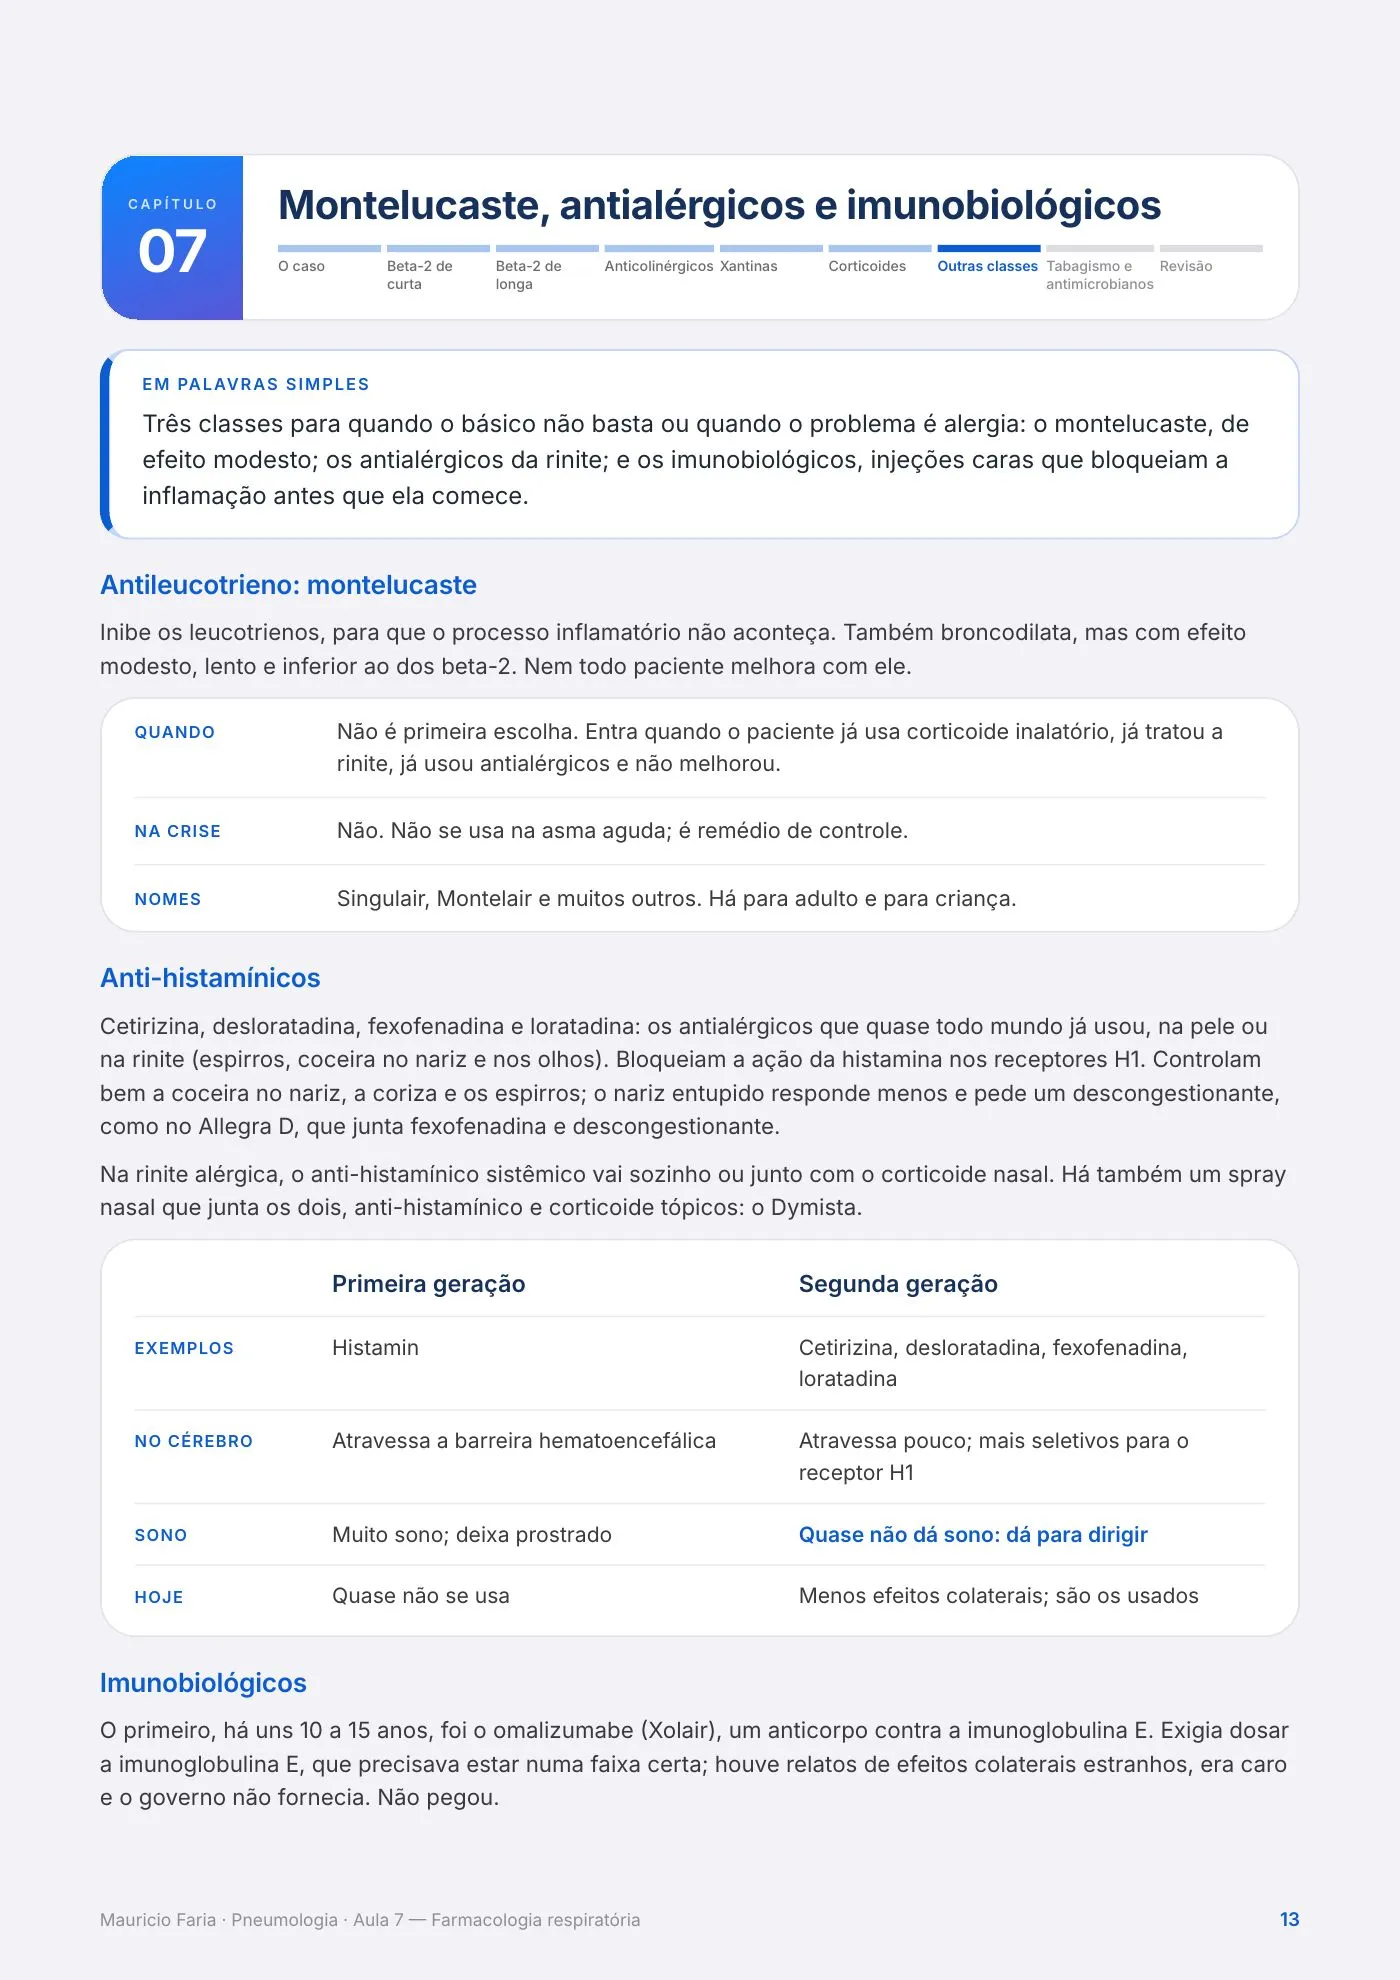 CAPÍTULO
07
Montelucaste, antialérgicos e imunobiológicos
O caso
Beta-2 de
curta
Beta-2 de
longa
Anticolinérgicos
Xantinas
Corticoides
Outras classes
Tabagismo e
antimicrobianos
Revisão
EM PALAVRAS SIMPLES
Três classes para quando o básico não basta ou quando o problema é alergia: o montelucaste, de
efeito modesto; os antialérgicos da rinite; e os imunobiológicos, injeções caras que bloqueiam a
inflamação antes que ela comece.
Antileucotrieno: montelucaste
Inibe os leucotrienos, para que o processo inflamatório não aconteça. Também broncodilata, mas com efeito
modesto, lento e inferior ao dos beta-2. Nem todo paciente melhora com ele.
QUANDO
Não é primeira escolha. Entra quando o paciente já usa corticoide inalatório, já tratou a
rinite, já usou antialérgicos e não melhorou.
NA CRISE
Não. Não se usa na asma aguda; é remédio de controle.
NOMES
Singulair, Montelair e muitos outros. Há para adulto e para criança.
Anti-histamínicos
Cetirizina, desloratadina, fexofenadina e loratadina: os antialérgicos que quase todo mundo já usou, na pele ou
na rinite (espirros, coceira no nariz e nos olhos). Bloqueiam a ação da histamina nos receptores H1. Controlam
bem a coceira no nariz, a coriza e os espirros; o nariz entupido responde menos e pede um descongestionante,
como no Allegra D, que junta fexofenadina e descongestionante.
Na rinite alérgica, o anti-histamínico sistêmico vai sozinho ou junto com o corticoide nasal. Há também um spray
nasal que junta os dois, anti-histamínico e corticoide tópicos: o Dymista.
Primeira geração
Segunda geração
EXEMPLOS
Histamin
Cetirizina, desloratadina, fexofenadina,
loratadina
NO CÉREBRO
Atravessa a barreira hematoencefálica
Atravessa pouco; mais seletivos para o
receptor H1
SONO
Muito sono; deixa prostrado
Quase não dá sono: dá para dirigir
HOJE
Quase não se usa
Menos efeitos colaterais; são os usados
Imunobiológicos
O primeiro, há uns 10 a 15 anos, foi o omalizumabe (Xolair), um anticorpo contra a imunoglobulina E. Exigia dosar
a imunoglobulina E, que precisava estar numa faixa certa; houve relatos de efeitos colaterais estranhos, era caro
e o governo não fornecia. Não pegou.
Mauricio Faria · Pneumologia · Aula 7 — Farmacologia respiratória
13